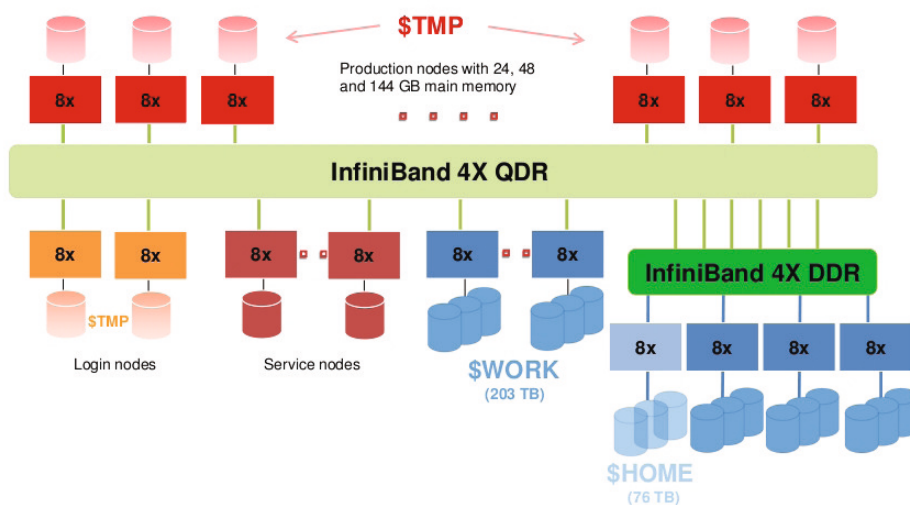 $TMP
Production nodes with 24, 48
and 144 GB main memory
8x 8x 8x 8x 8x 8x
InfiniBand 4X QDR
8x 8x 8x 8x 8x 8x
InfiniBand 4X DDR
$TMP
Login nodes
Service nodes
$WORK
(203 TB)
8x 8x 8x 8x
$HOME
(76 TB)